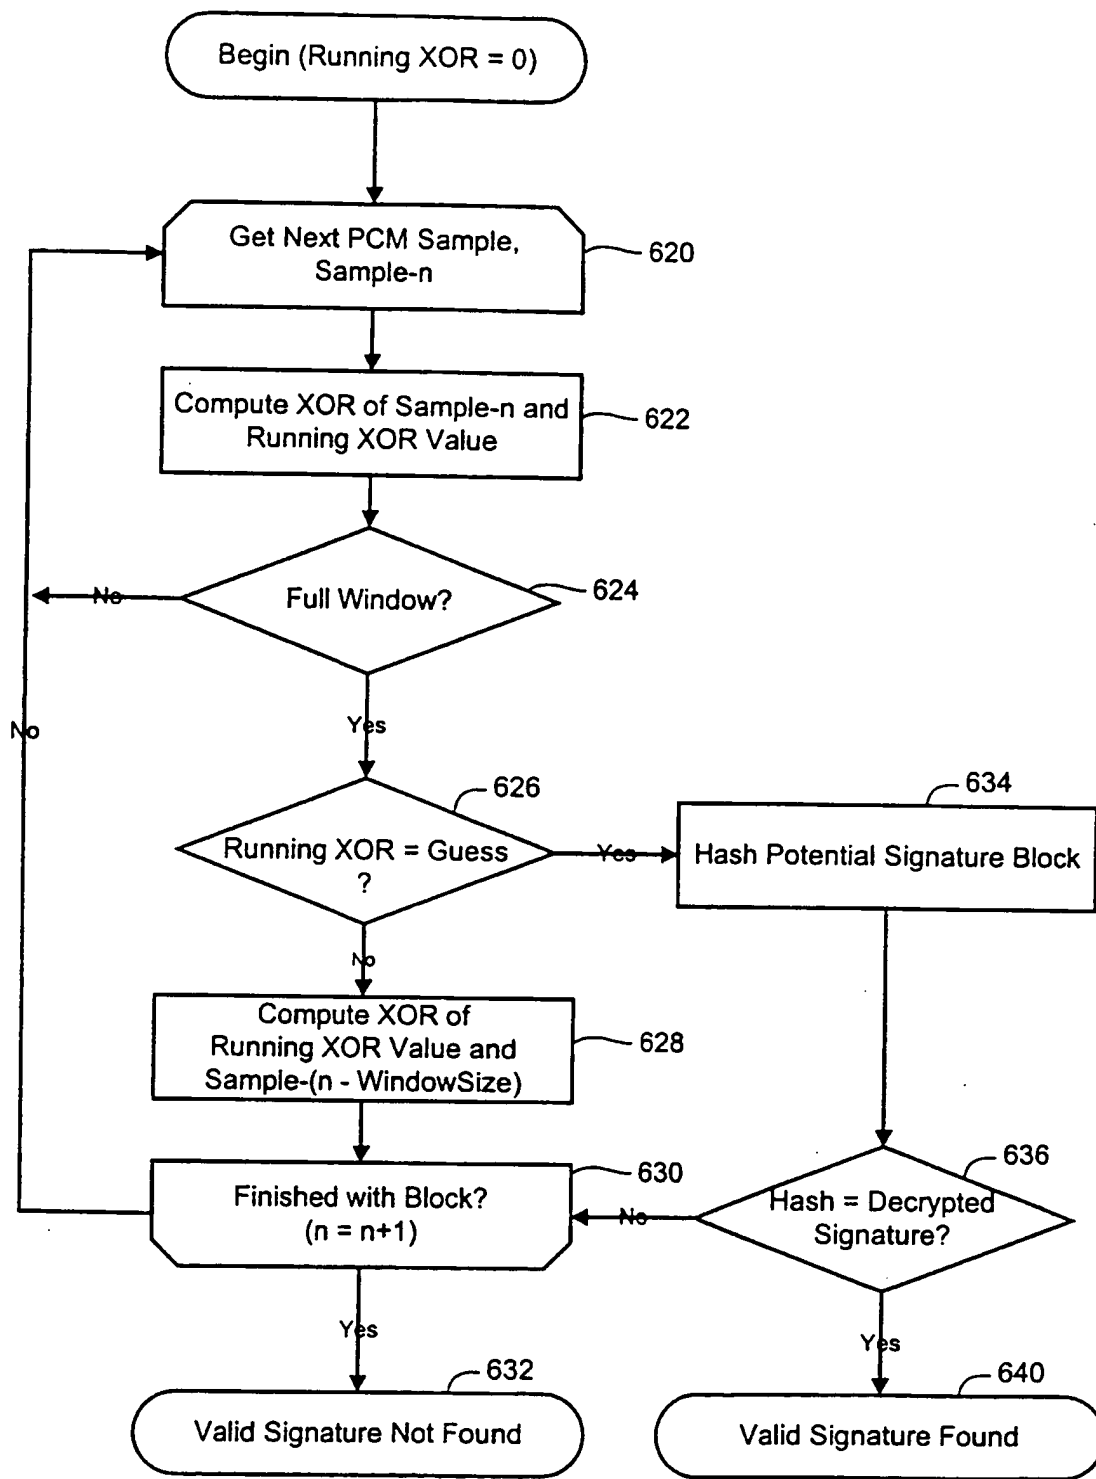 Begin (Running XOR = 0)
Get Next PCM Sample,
Sample-n
620
Compute XOR of Sample-n and
Running XOR Value
622
Full Window?
624
No
No
Yes
626
Running XOR = Guess
?
Yes
634
Hash Potential Signature Block
No
Compute XOR of
Running XOR Value and
Sample-(n - WindowSize)
628
630
Finished with Block?
(n = n+1)
No
636
Hash = Decrypted
Signature?
Yes
Yes
632
Valid Signature Not Found
640
Valid Signature Found